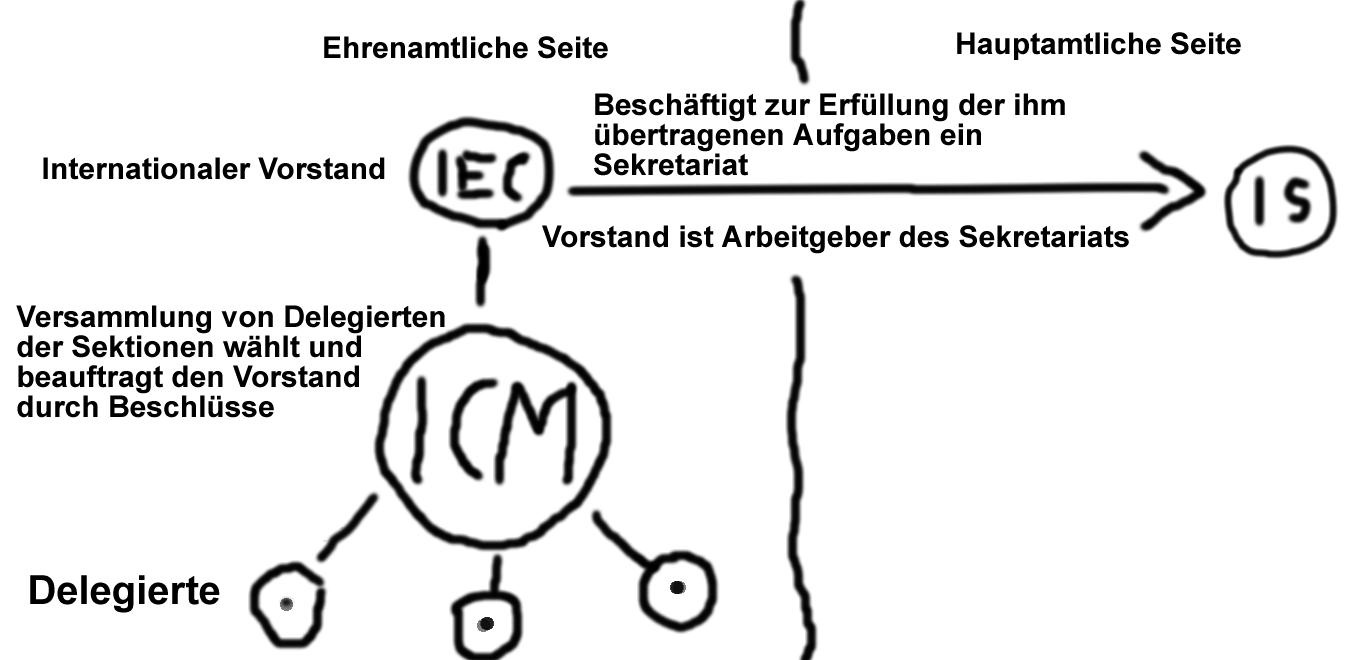 Ehrenamtliche Seite
Hauptamtliche Seite
Beschäftigt zur Erfüllung der ihm
übertragenen Aufgaben ein
Sekretariat
Internationaler Vorstand
IEC
IS
Vorstand ist Arbeitgeber des Sekretariats
Versammlung von Delegierten
der Sektionen wählt und
beauftragt den Vorstand
durch Beschlüsse
ICM
Delegierte